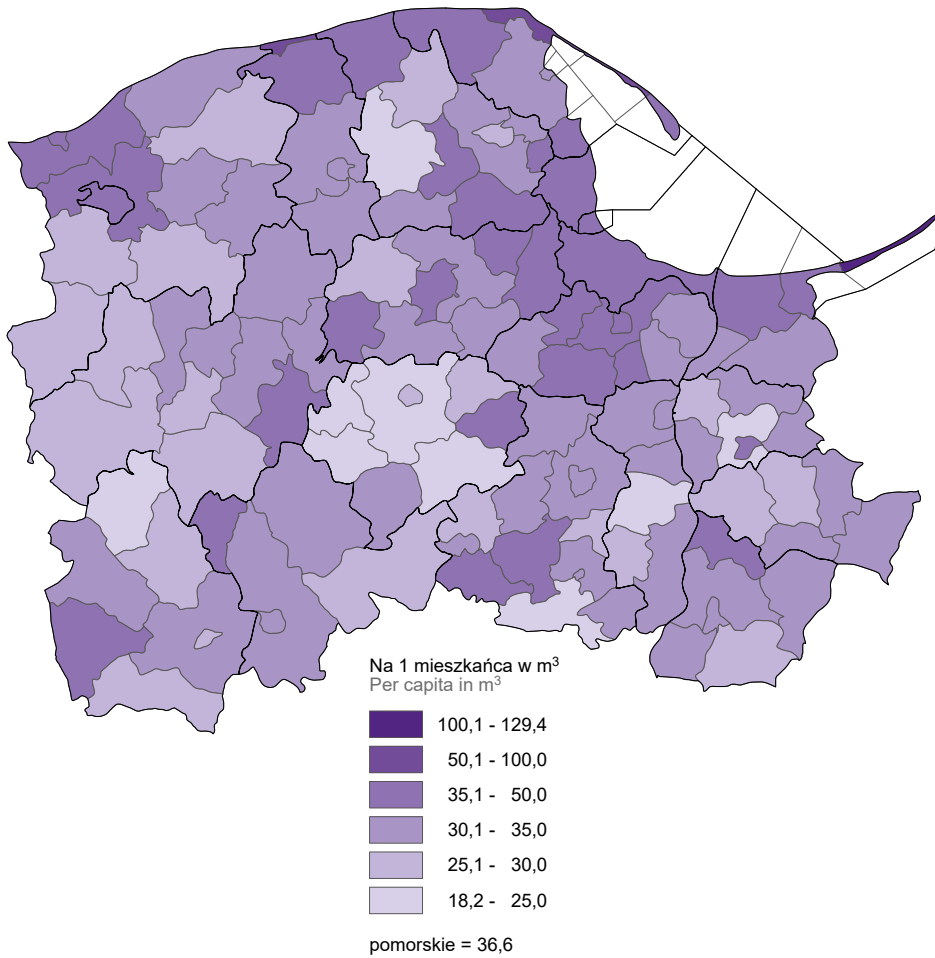 Na 1 mieszkańca w m³
Per capita in m³
100,1 - 129,4
50,1 - 100,0
35,1 - 50,0
30,1 - 35,0
25,1 - 30,0
18,2 - 25,0
pomorskie = 36,6